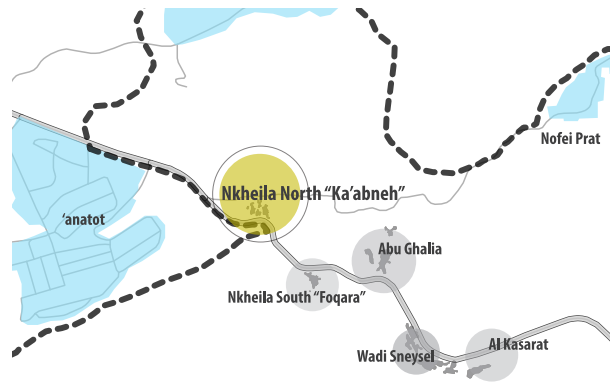 Nofei Prat
Nkheila North “Ka’abneh”
‘anatot
Abu Ghalia
Nkheila South “Foqara”
Wadi Sneysel
Al Kasarat